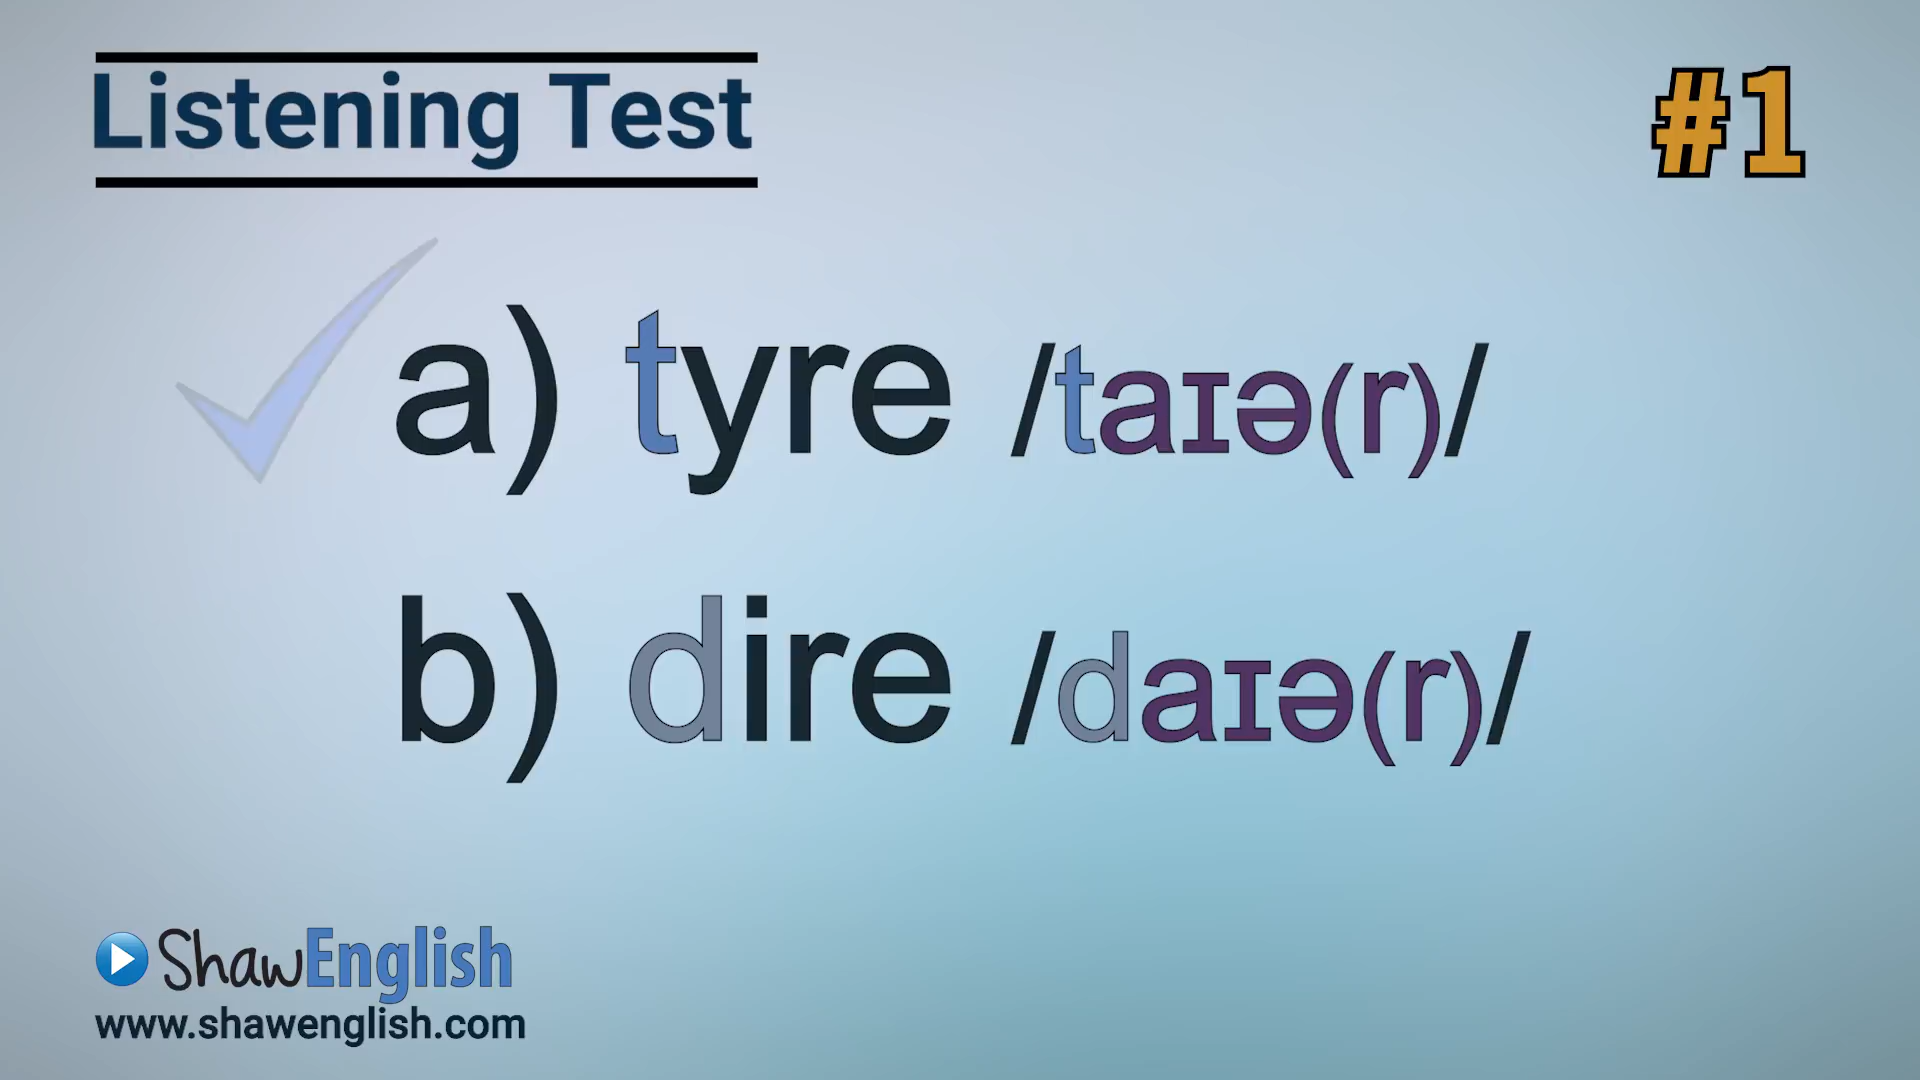 Listening Test
#1
a) tyre /taɪə(r)/
b) dire /daɪə(r)/
ShawEnglish
www.shawenglish.com